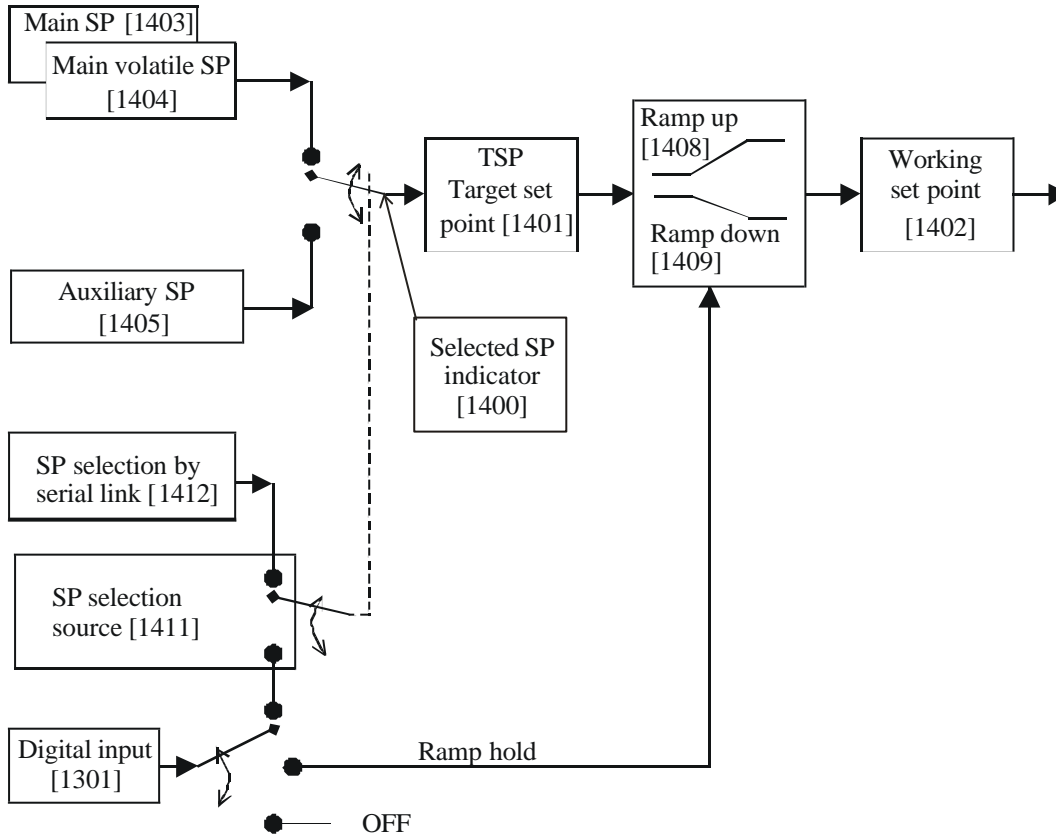 Main SP [1403]
Main volatile SP
[1404]
Ramp up
[1408]
TSP
Target set
point [1401]
Working
set point
[1402]
Ramp down
[1409]
Auxiliary SP
[1405]
Selected SP
indicator
[1400]
SP selection by
serial link [1412]
SP selection
source [1411]
Digital input
[1301]
Ramp hold
OFF